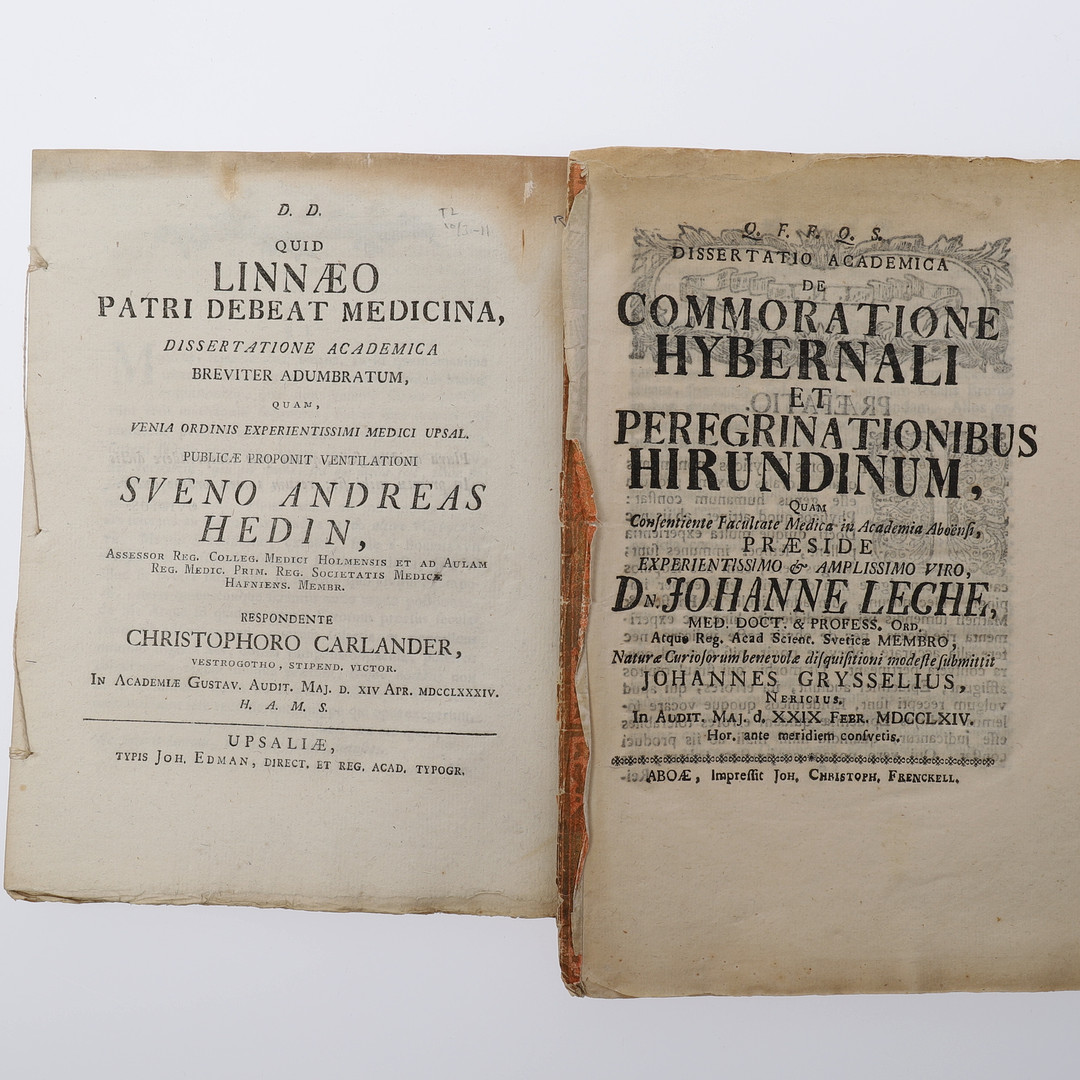 D. D.
QUID
LINNÆO
PATRI DEBEAT MEDICINA,
DISSERTATIONE ACADEMICA
BREVITER ADUMBRATUM,
QUAM,
VENIA ORDINIS EXPERIENTISSIMI MEDICI UPSAL.
PUBLICÆ PROPONIT VENTILATIONI
SVENO ANDREAS
HEDIN,
ASSESSOR REG. COLLEG. MEDICI HOLMENSIS ET AD AULAM
REG. MEDIC. PRIM. REG. SOCIETATIS MEDICÆ
HAFNIENS. MEMBR.
RESPONDENTE
CHRISTOPHORO CARLANDER,
VESTROGOTHO, STIPEND. VICTOR.
IN ACADEMIÆ GUSTAV. AUDIT. MAJ. D. XIV APR. MDCCLXXXIV.
H. A. M. S.
UPSALIÆ,
TYPIS JOH. EDMAN, DIRECT. ET REG. ACAD. TYPOGR.
Q. F. F. Q. S.
DISSERTATIO ACADEMICA
DE
COMMORATIONE
HYBERNALI
ET
PEREGRINATIONIBUS
HIRUNDINUM,
QUAM
Conſentiente Facultate Medica in Academia Aboënſi,
PRÆSIDE
EXPERIENTISSIMO & AMPLISSIMO VIRO,
DN. JOHANNE LECHE,
MED. DOCT. & PROFESS. ORD.
Atque Reg. Acad Scient. Sveticæ MEMBRO,
Naturæ Curioſorum benevolæ diſquiſitioni modeſte ſubmittit
JOHANNES GRYSSELIUS,
NERICIUS.
In AUDIT. MAJ. d. XXIX FEBR. MDCCLXIV.
Hor. ante meridiem conſvetis.
ABOÆ, Impreſſit JOH. CHRISTOPH. FRENCKELL.